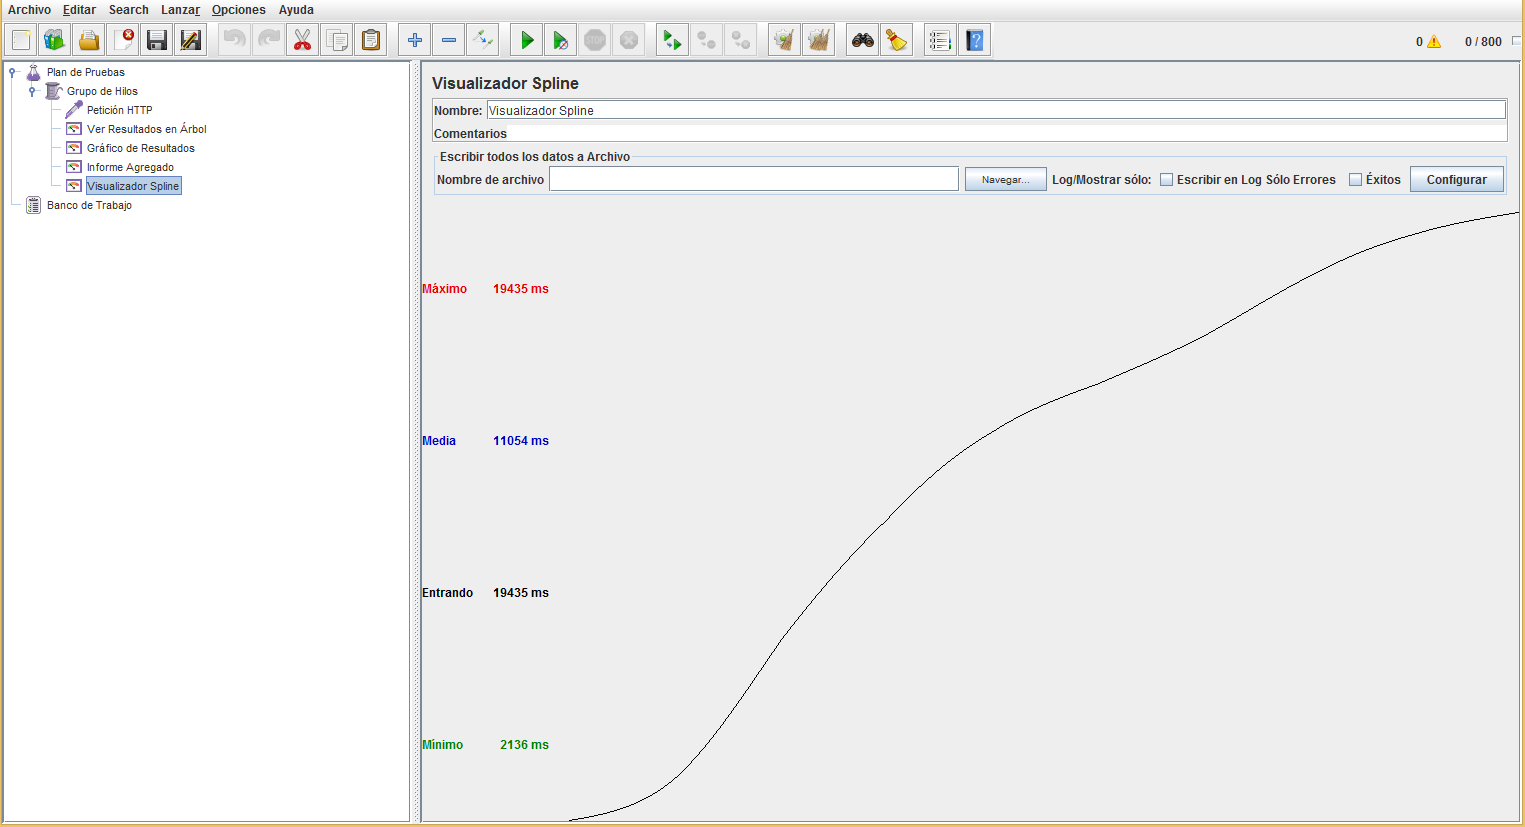 Archivo Editar Search Lanzar Opciones Ayuda
STOP
0 0 / 800
Plan de Pruebas
Grupo de Hilos
Petición HTTP
Ver Resultados en Árbol
Gráfico de Resultados
Informe Agregado
Visualizador Spline
Banco de Trabajo
Visualizador Spline
Nombre: Visualizador Spline
Comentarios
Escribir todos los datos a Archivo
Nombre de archivo Navegar... Log/Mostrar sólo: Escribir en Log Sólo Errores Éxitos Configurar
Máximo 19435 ms
Media 11054 ms
Entrando 19435 ms
Mínimo 2136 ms